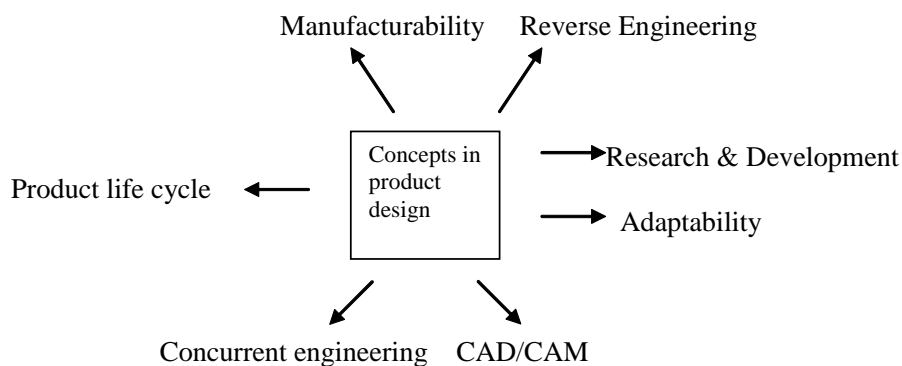 Manufacturability Reverse Engineering
Concepts in
product
design
Research & Development
Product life cycle
Adaptability
Concurrent engineering CAD/CAM